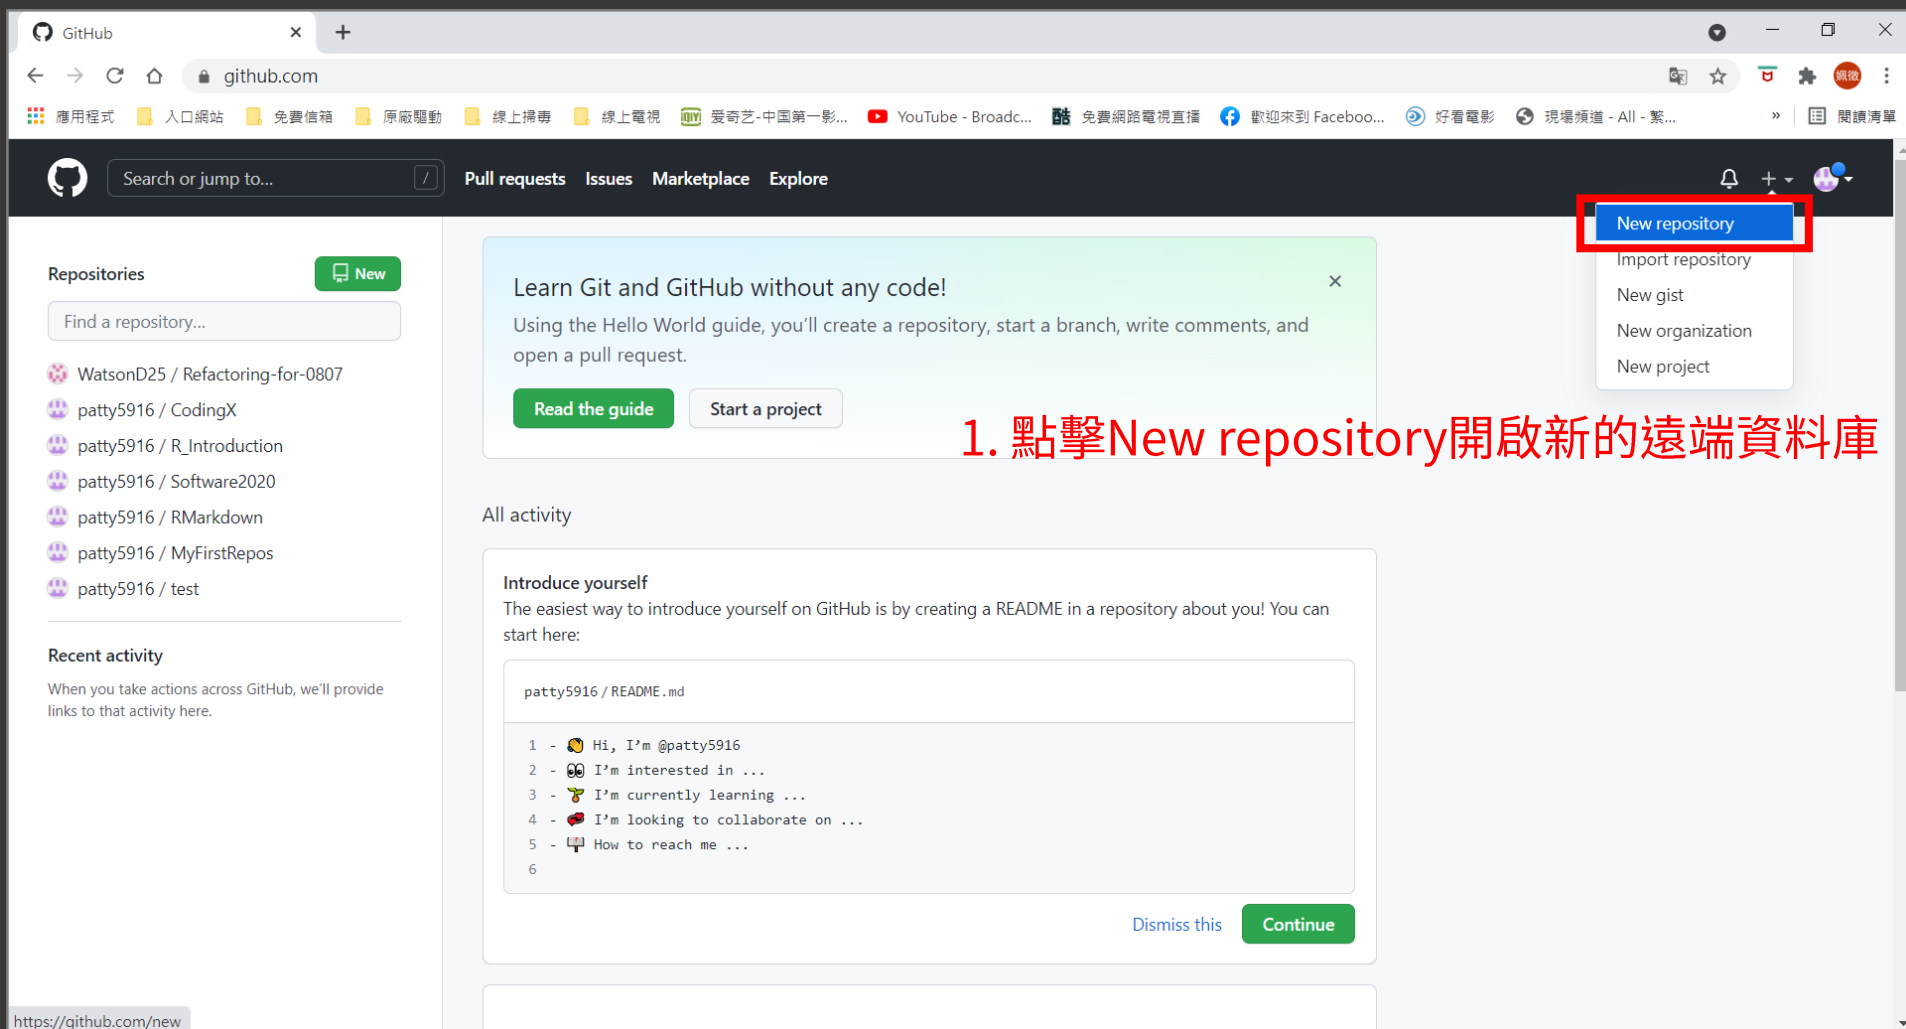 GitHub
github.com
應用程式
入口網站
免費信箱
原廠驅動
線上掃毒
線上電視
爱奇艺-中国第一影...
YouTube - Broadc...
免費網路電視直播
歡迎來到 Faceboo...
好看電影
現場頻道 - All - 繁...
»
閱讀清單
Search or jump to...
/
Pull requests
Issues
Marketplace
Explore
New repository
Import repository
New gist
New organization
New project
Repositories
New
Find a repository...
WatsonD25 / Refactoring-for-0807
patty5916 / CodingX
patty5916 / R_Introduction
patty5916 / Software2020
patty5916 / RMarkdown
patty5916 / MyFirstRepos
patty5916 / test
Recent activity
When you take actions across GitHub, we'll provide
links to that activity here.
Learn Git and GitHub without any code!
Using the Hello World guide, you'll create a repository, start a branch, write comments, and
open a pull request.
Read the guide
Start a project
1. 點擊New repository開啟新的遠端資料庫
All activity
Introduce yourself
The easiest way to introduce yourself on GitHub is by creating a README in a repository about you! You can
start here:
patty5916 / README.md
1 - 👋 Hi, I'm @patty5916
2 - 👀 I'm interested in ...
3 - 🌱 I'm currently learning ...
4 - 💞️ I'm looking to collaborate on ...
5 - 📫 How to reach me ...
6
Dismiss this
Continue
https://github.com/new